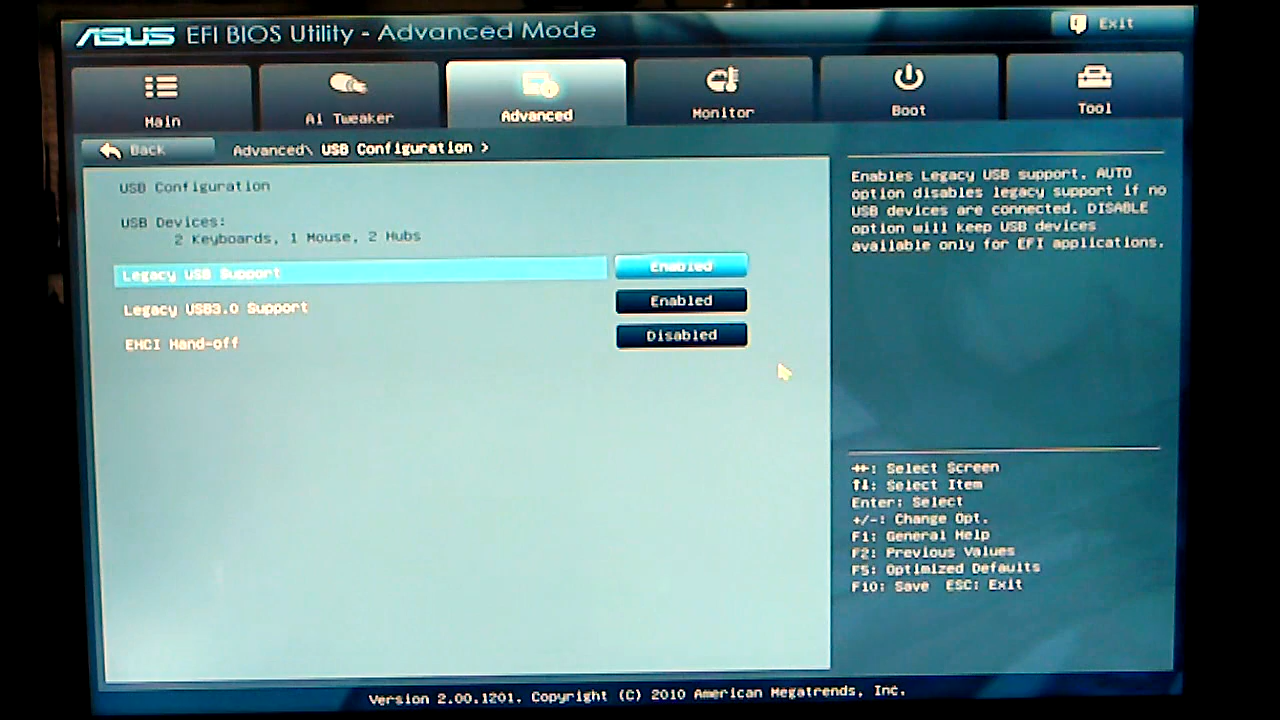 ASUS EFI BIOS Utility - Advanced Mode
Exit
Main
Ai Tweaker
Advanced
Monitor
Boot
Tool
Back
Advanced\ USB Configuration >
USB Configuration
USB Devices:
2 Keyboards, 1 Mouse, 2 Hubs
Legacy USB Support
Enabled
Legacy USB3.0 Support
Enabled
EHCI Hand-off
Disabled
Enables Legacy USB support. AUTO
option disables legacy support if no
USB devices are connected. DISABLE
option will keep USB devices
available only for EFI applications.
→←: Select Screen
↑↓: Select Item
Enter: Select
+/-: Change Opt.
F1: General Help
F2: Previous Values
F5: Optimized Defaults
F10: Save ESC: Exit
Version 2.00.1201. Copyright (C) 2010 American Megatrends, Inc.